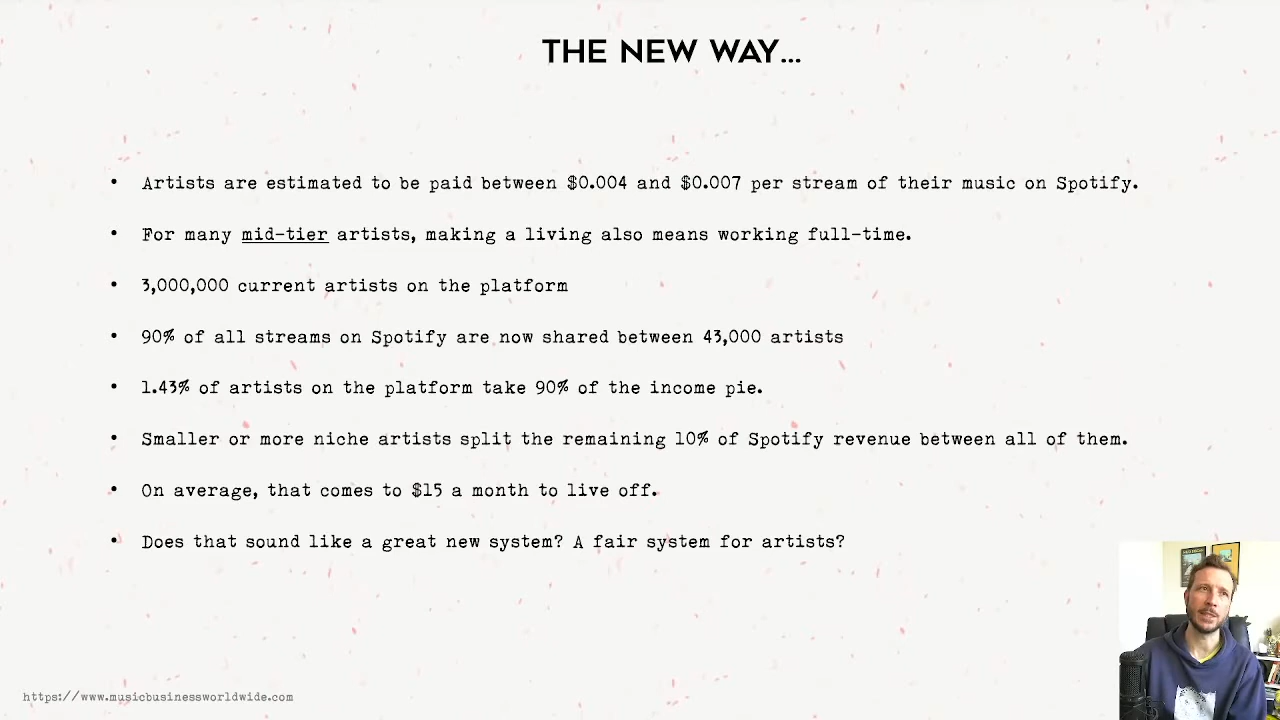 THE NEW WAY...
• Artists are estimated to be paid between $0.004 and $0.007 per stream of their music on Spotify.
• For many mid-tier artists, making a living also means working full-time.
• 3,000,000 current artists on the platform
• 90% of all streams on Spotify are now shared between 43,000 artists
• 1.43% of artists on the platform take 90% of the income pie.
• Smaller or more niche artists split the remaining 10% of Spotify revenue between all of them.
• On average, that comes to $15 a month to live off.
• Does that sound like a great new system? A fair system for artists?
https://www.musicbusinessworldwide.com